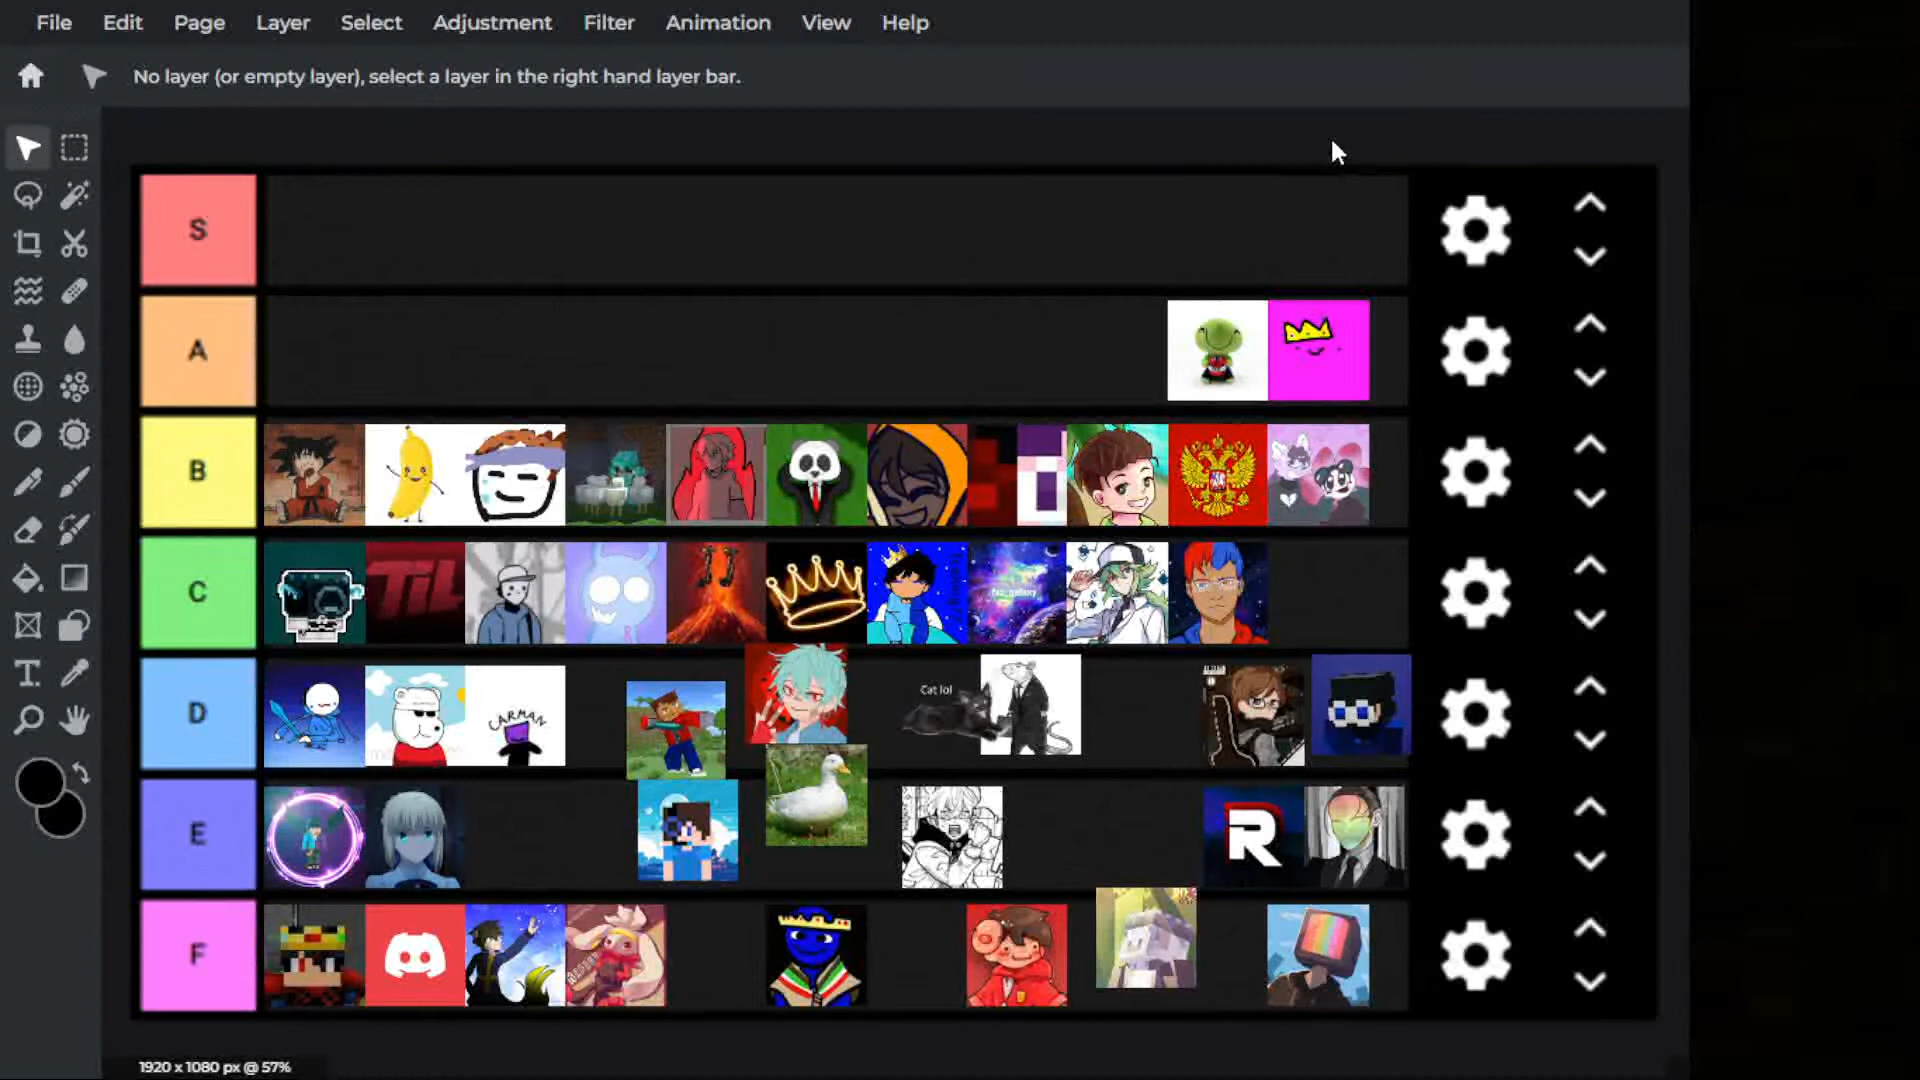 File Edit Page Layer Select Adjustment Filter Animation View Help
No layer (or empty layer), select a layer in the right hand layer bar.
S
A
B
C
TiL
D
CARMAN
Cat lol
E
R
F
1920 x 1080 px @ 57%